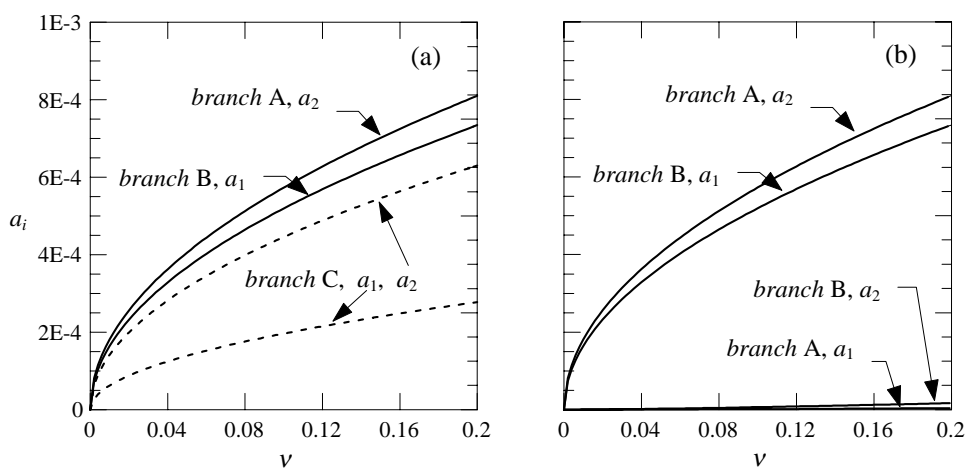 1E-3
8E-4
6E-4
4E-4
2E-4
0
a_i
(a)
branch A, a_2
branch B, a_1
branch C, a_1, a_2
0 0.04 0.08 0.12 0.16 0.2
ν
(b)
branch A, a_2
branch B, a_1
branch B, a_2
branch A, a_1
0 0.04 0.08 0.12 0.16 0.2
ν